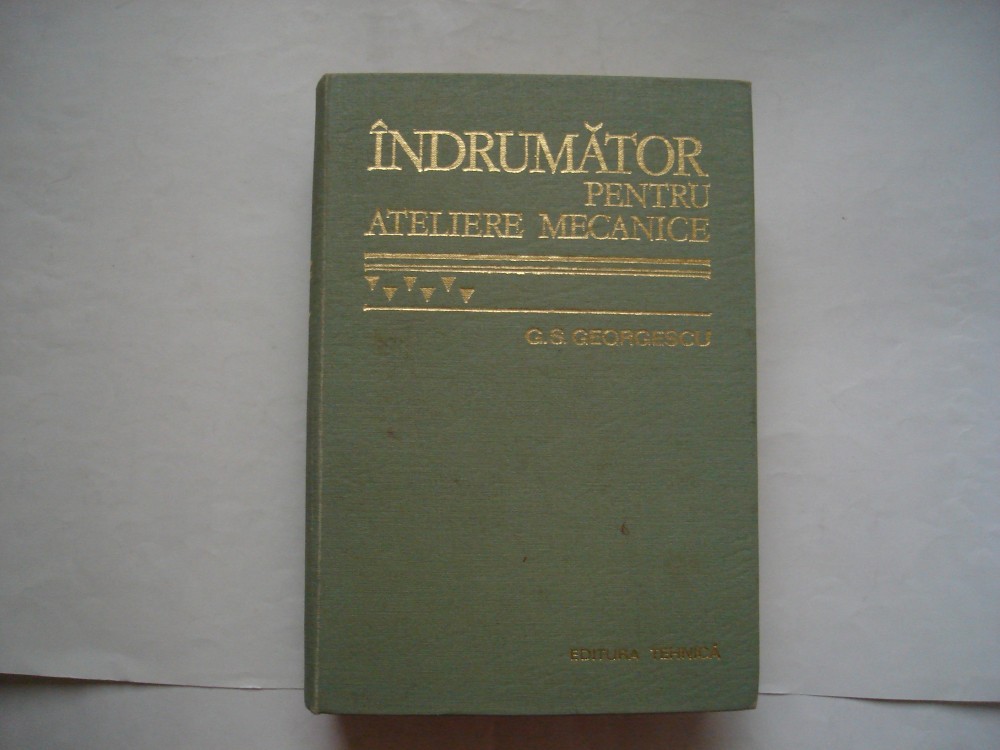 ÎNDRUMĂTOR
PENTRU
ATELIERE MECANICE
G.S. GEORGESCU
EDITURA TEHNICĂ